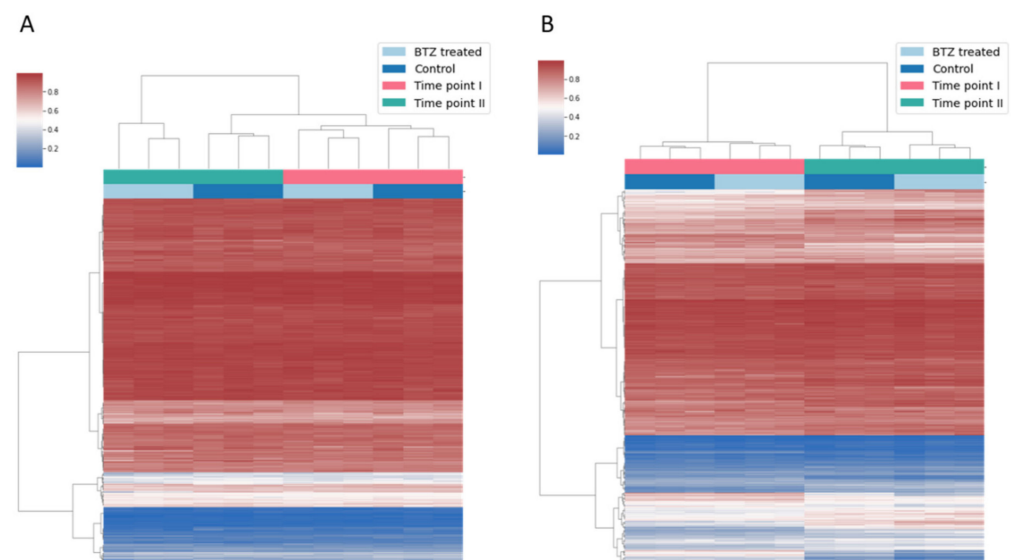 A
BTZ treated
Control
Time point I
Time point II
0.8
0.6
0.4
0.2
B
BTZ treated
Control
Time point I
Time point II
0.8
0.6
0.4
0.2